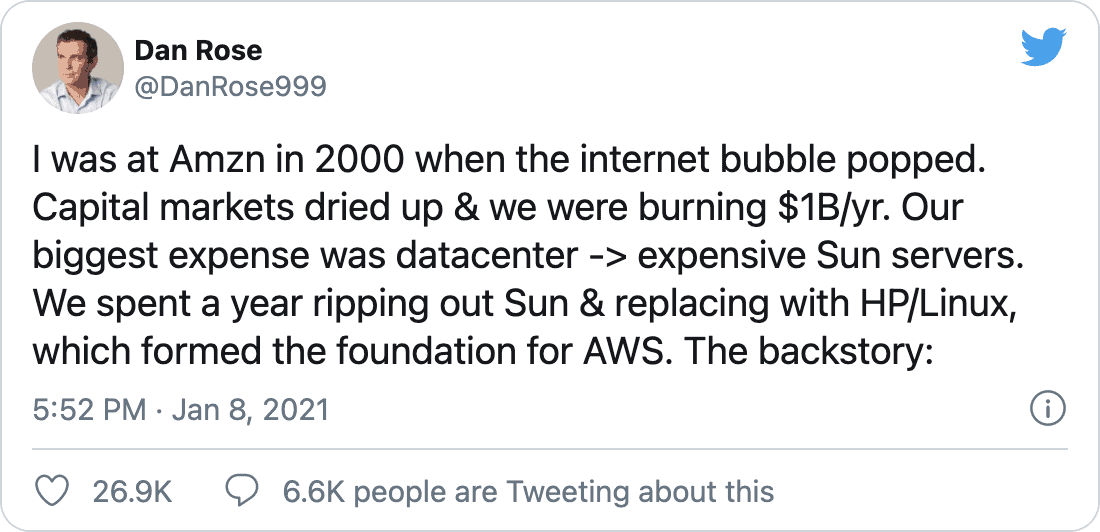 Dan Rose
@DanRose999
I was at Amzn in 2000 when the internet bubble popped.
Capital markets dried up & we were burning $1B/yr. Our
biggest expense was datacenter -> expensive Sun servers.
We spent a year ripping out Sun & replacing with HP/Linux,
which formed the foundation for AWS. The backstory:
5:52 PM · Jan 8, 2021
26.9K 6.6K people are Tweeting about this